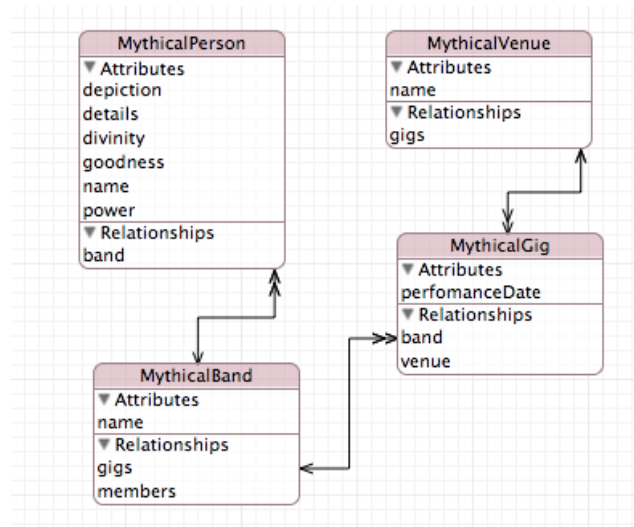 MythicalPerson
Attributes
depiction
details
divinity
goodness
name
power
Relationships
band
MythicalVenue
Attributes
name
Relationships
gigs
MythicalGig
Attributes
perfomanceDate
Relationships
band
venue
MythicalBand
Attributes
name
Relationships
gigs
members